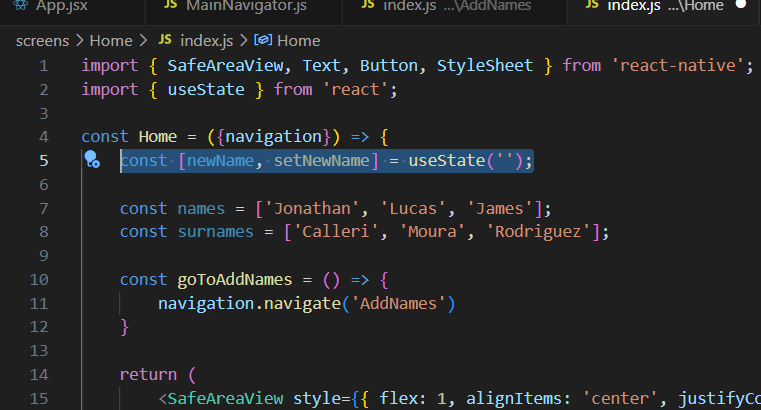 App.jsx JS MainNavigator.js JS index.js ...\AddNames JS index.js ...\Home
screens > Home > JS index.js > Home
1 import { SafeAreaView, Text, Button, StyleSheet } from 'react-native';
2 import { useState } from 'react';
3
4 const Home = ({navigation}) => {
5 const [newName, setNewName] = useState('');
6
7 const names = ['Jonathan', 'Lucas', 'James'];
8 const surnames = ['Calleri', 'Moura', 'Rodriguez'];
9
10 const goToAddNames = () => {
11 navigation.navigate('AddNames')
12 }
13
14 return (
15 <SafeAreaView style={{ flex: 1, alignItems: 'center', justifyCo